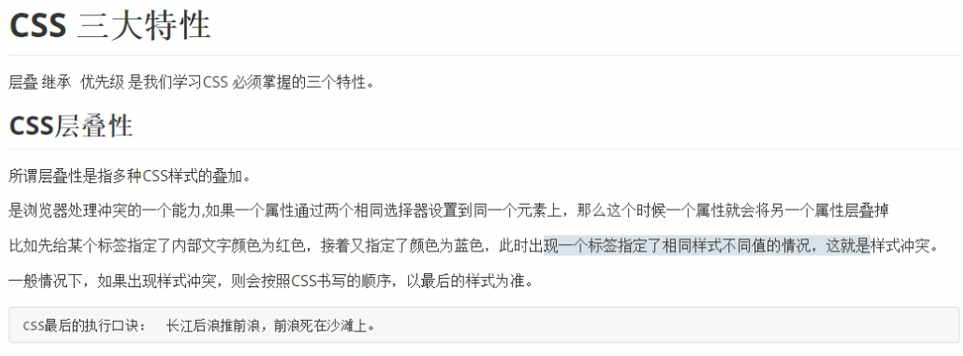 CSS 三大特性
层叠 继承 优先级 是我们学习CSS 必须掌握的三个特性。
CSS层叠性
所谓层叠性是指多种CSS样式的叠加。
是浏览器处理冲突的一个能力,如果一个属性通过两个相同选择器设置到同一个元素上，那么这个时候一个属性就会将另一个属性层叠掉
比如先给某个标签指定了内部文字颜色为红色，接着又指定了颜色为蓝色，此时出现一个标签指定了相同样式不同值的情况，这就是样式冲突。
一般情况下，如果出现样式冲突，则会按照CSS书写的顺序，以最后的样式为准。
CSS最后的执行口诀： 长江后浪推前浪，前浪死在沙滩上。